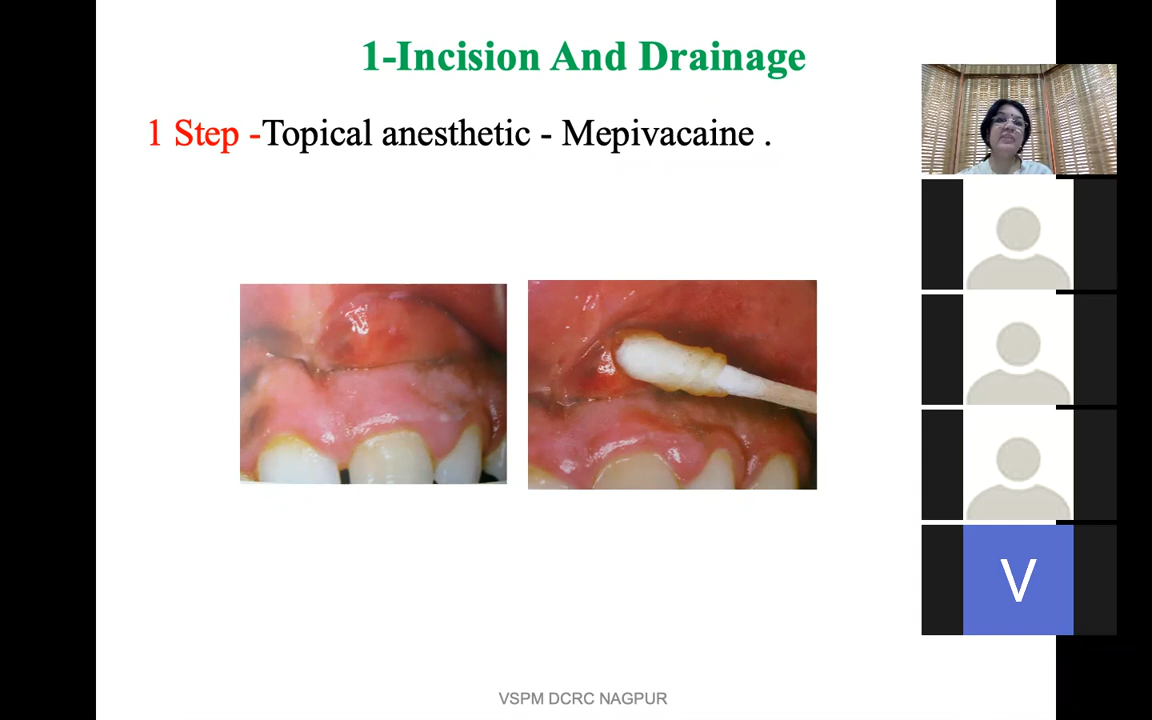 1-Incision And Drainage
1 Step -Topical anesthetic - Mepivacaine .
V
VSPM DCRC NAGPUR